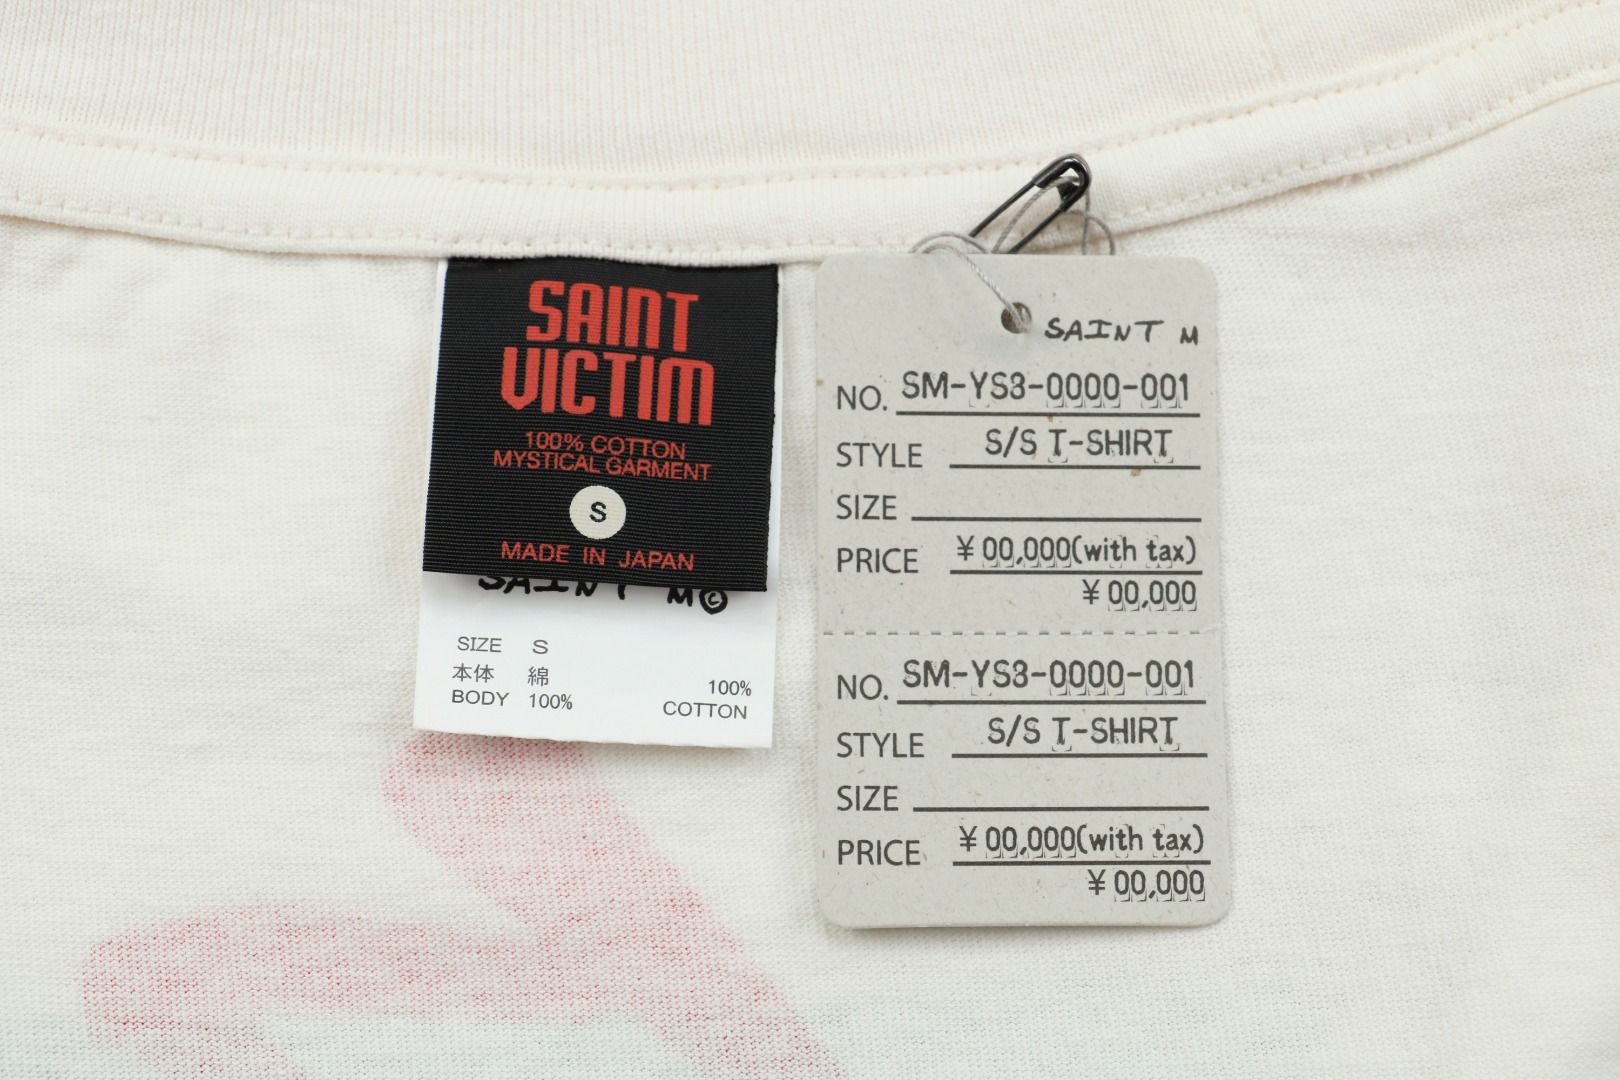 SAINT
VICTIM
100% COTTON
MYSTICAL GARMENT
S
MADE IN JAPAN
SAINT M©
SIZE S
本体 綿
BODY 100%
100%
COTTON
SAINT M
NO. SM-YS8-0000-001
STYLE S/S T-SHIRT
SIZE
PRICE ¥00,000(with tax)
¥00,000
NO. SM-YS8-0000-001
STYLE S/S T-SHIRT
SIZE
PRICE ¥00,000(with tax)
¥00,000